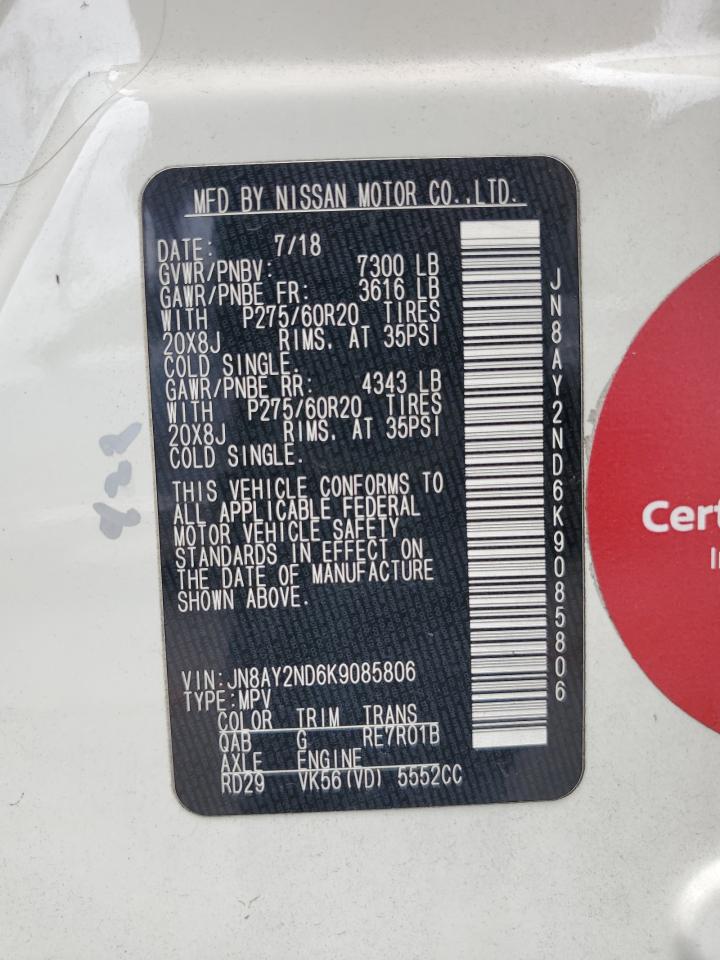 MFD BY NISSAN MOTOR CO.,LTD.
DATE: 7/18
GVWR/PNBV: 7300 LB
GAWR/PNBE FR: 3616 LB
WITH P275/60R20 TIRES
20X8J RIMS. AT 35PSI
COLD SINGLE.
GAWR/PNBE RR: 4343 LB
WITH P275/60R20 TIRES
20X8J RIMS. AT 35PSI
COLD SINGLE.
THIS VEHICLE CONFORMS TO
ALL APPLICABLE FEDERAL
MOTOR VEHICLE SAFETY
STANDARDS IN EFFECT ON
THE DATE OF MANUFACTURE
SHOWN ABOVE.
VIN:JN8AY2ND6K9085806
TYPE:MPV
COLOR TRIM TRANS
QAB G RE7R01B
AXLE ENGINE
RD29 VK56(VD) 5552CC
JN8AY2ND6K9085806
Cert